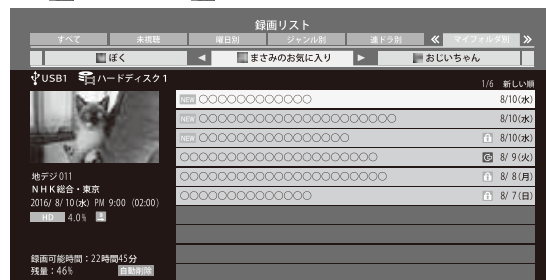 録画リスト
すべて 未視聴 曜日別 ジャンル別 連ドラ別 ≪ マイフォルダ別 ≫
ぼく ◀ まさみのお気に入り ▶ おじいちゃん
USB1 ハードディスク1
1/6 新しい順
NEW 〇〇〇〇〇〇〇〇〇〇〇〇 8/10(水)
NEW 〇〇〇〇〇〇〇〇〇〇〇〇〇〇〇〇〇〇〇〇〇 8/10(水)
NEW 〇〇〇〇〇〇〇〇〇〇〇〇〇〇〇〇 8/10(水)
〇〇〇〇〇〇〇〇〇〇〇〇〇〇〇〇〇〇〇〇〇 G 8/ 9(火)
〇〇〇〇〇〇〇〇〇〇〇〇〇〇〇〇〇〇〇〇〇〇 8/ 8(月)
〇〇〇〇〇〇〇〇〇〇〇〇〇〇 8/ 7(日)
地デジ011
NHK総合・東京
2016/ 8/10(水) PM 9:00 (02:00)
HD 4.0%
録画可能時間：22時間45分
残量：46% 自動削除